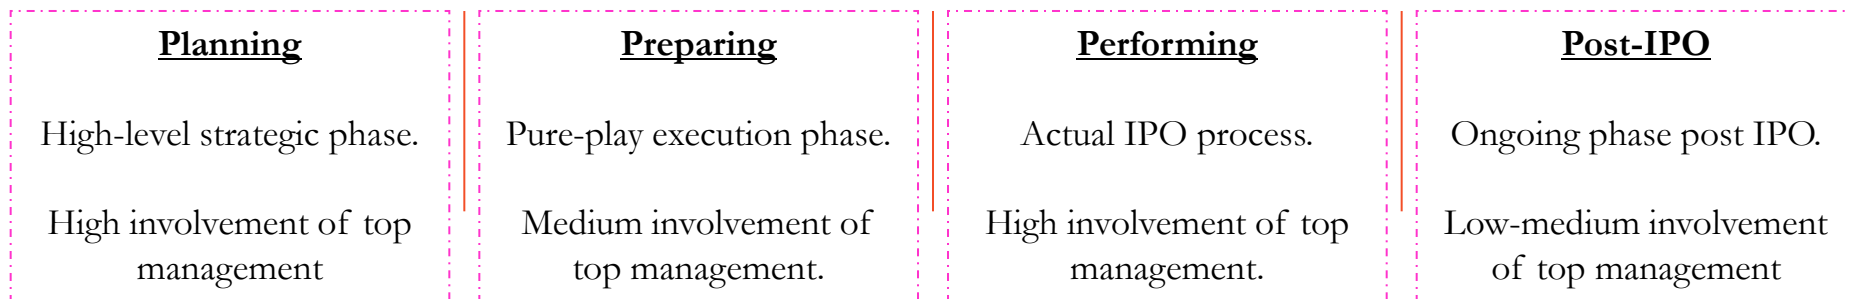 Planning
High-level strategic phase.
High involvement of top
management
Preparing
Pure-play execution phase.
Medium involvement of
top management.
Performing
Actual IPO process.
High involvement of top
management.
Post-IPO
Ongoing phase post IPO.
Low-medium involvement
of top management